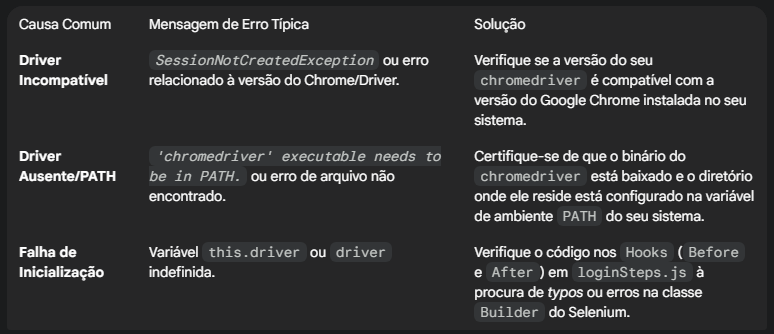 Causa Comum Mensagem de Erro Típica Solução
Driver
Incompatível
SessionNotCreatedException ou erro
relacionado à versão do Chrome/Driver.
Verifique se a versão do seu
chromedriver é compatível com a
versão do Google Chrome instalada no seu
sistema.
Driver
Ausente/PATH
'chromedriver' executable needs to
be in PATH. ou erro de arquivo não
encontrado.
Certifique-se de que o binário do
chromedriver está baixado e o diretório
onde ele reside está configurado na variável
de ambiente PATH do seu sistema.
Falha de
Inicialização
Variável this.driver ou driver
indefinida.
Verifique o código nos Hooks ( Before
e After ) em loginSteps.js à
procura de typos ou erros na classe
Builder do Selenium.